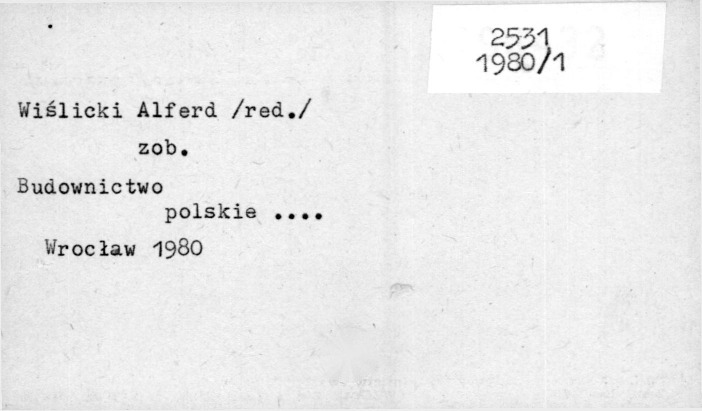 2531
1980/1
Wiślicki Alferd /red./
zob.
Budownictwo
polskie ....
Wrocław 1980